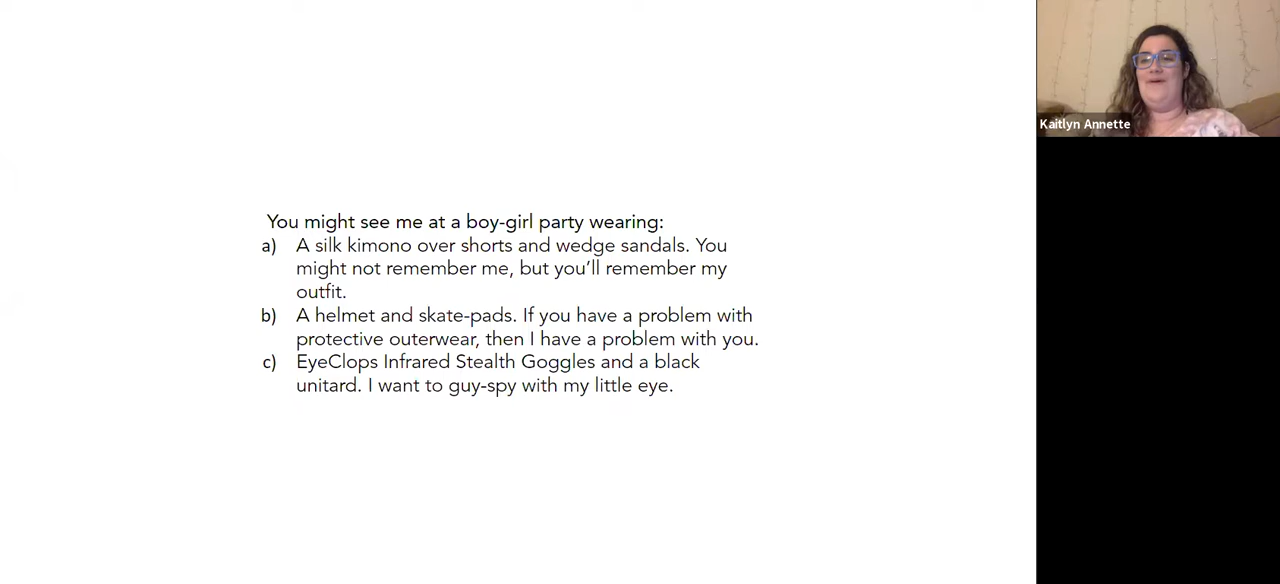 You might see me at a boy-girl party wearing:
a) A silk kimono over shorts and wedge sandals. You
might not remember me, but you’ll remember my
outfit.
b) A helmet and skate-pads. If you have a problem with
protective outerwear, then I have a problem with you.
c) EyeClops Infrared Stealth Goggles and a black
unitard. I want to guy-spy with my little eye.
Kaitlyn Annette